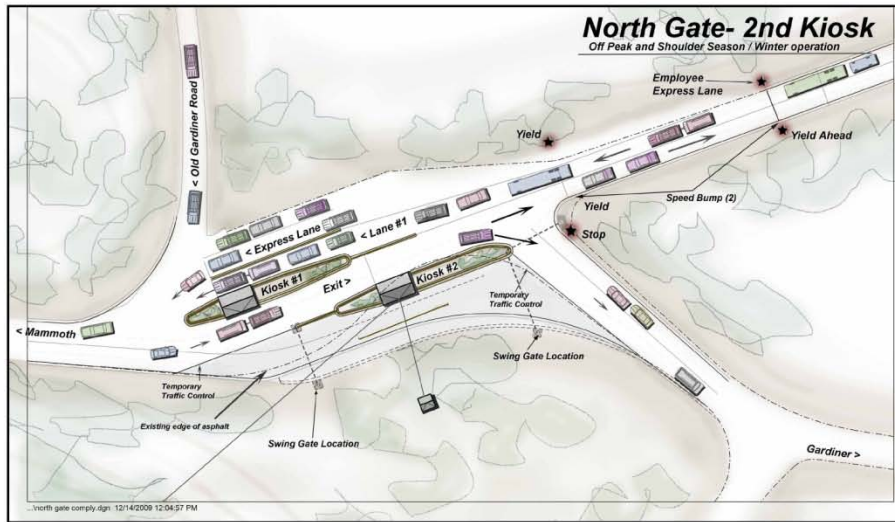 North Gate- 2nd Kiosk
Off Peak and Shoulder Season / Winter operation
Employee
Express Lane
Yield
Yield Ahead
< Old Gardiner Road
Speed Bump (2)
Yield
Stop
< Express Lane
< Lane #1
Kiosk #1
Exit >
Kiosk #2
Temporary
Traffic Control
< Mammoth
Swing Gate Location
Temporary
Traffic Control
Existing edge of asphalt
Swing Gate Location
Gardiner >
...\north gate comply.dgn 12/14/2009 12:04:57 PM